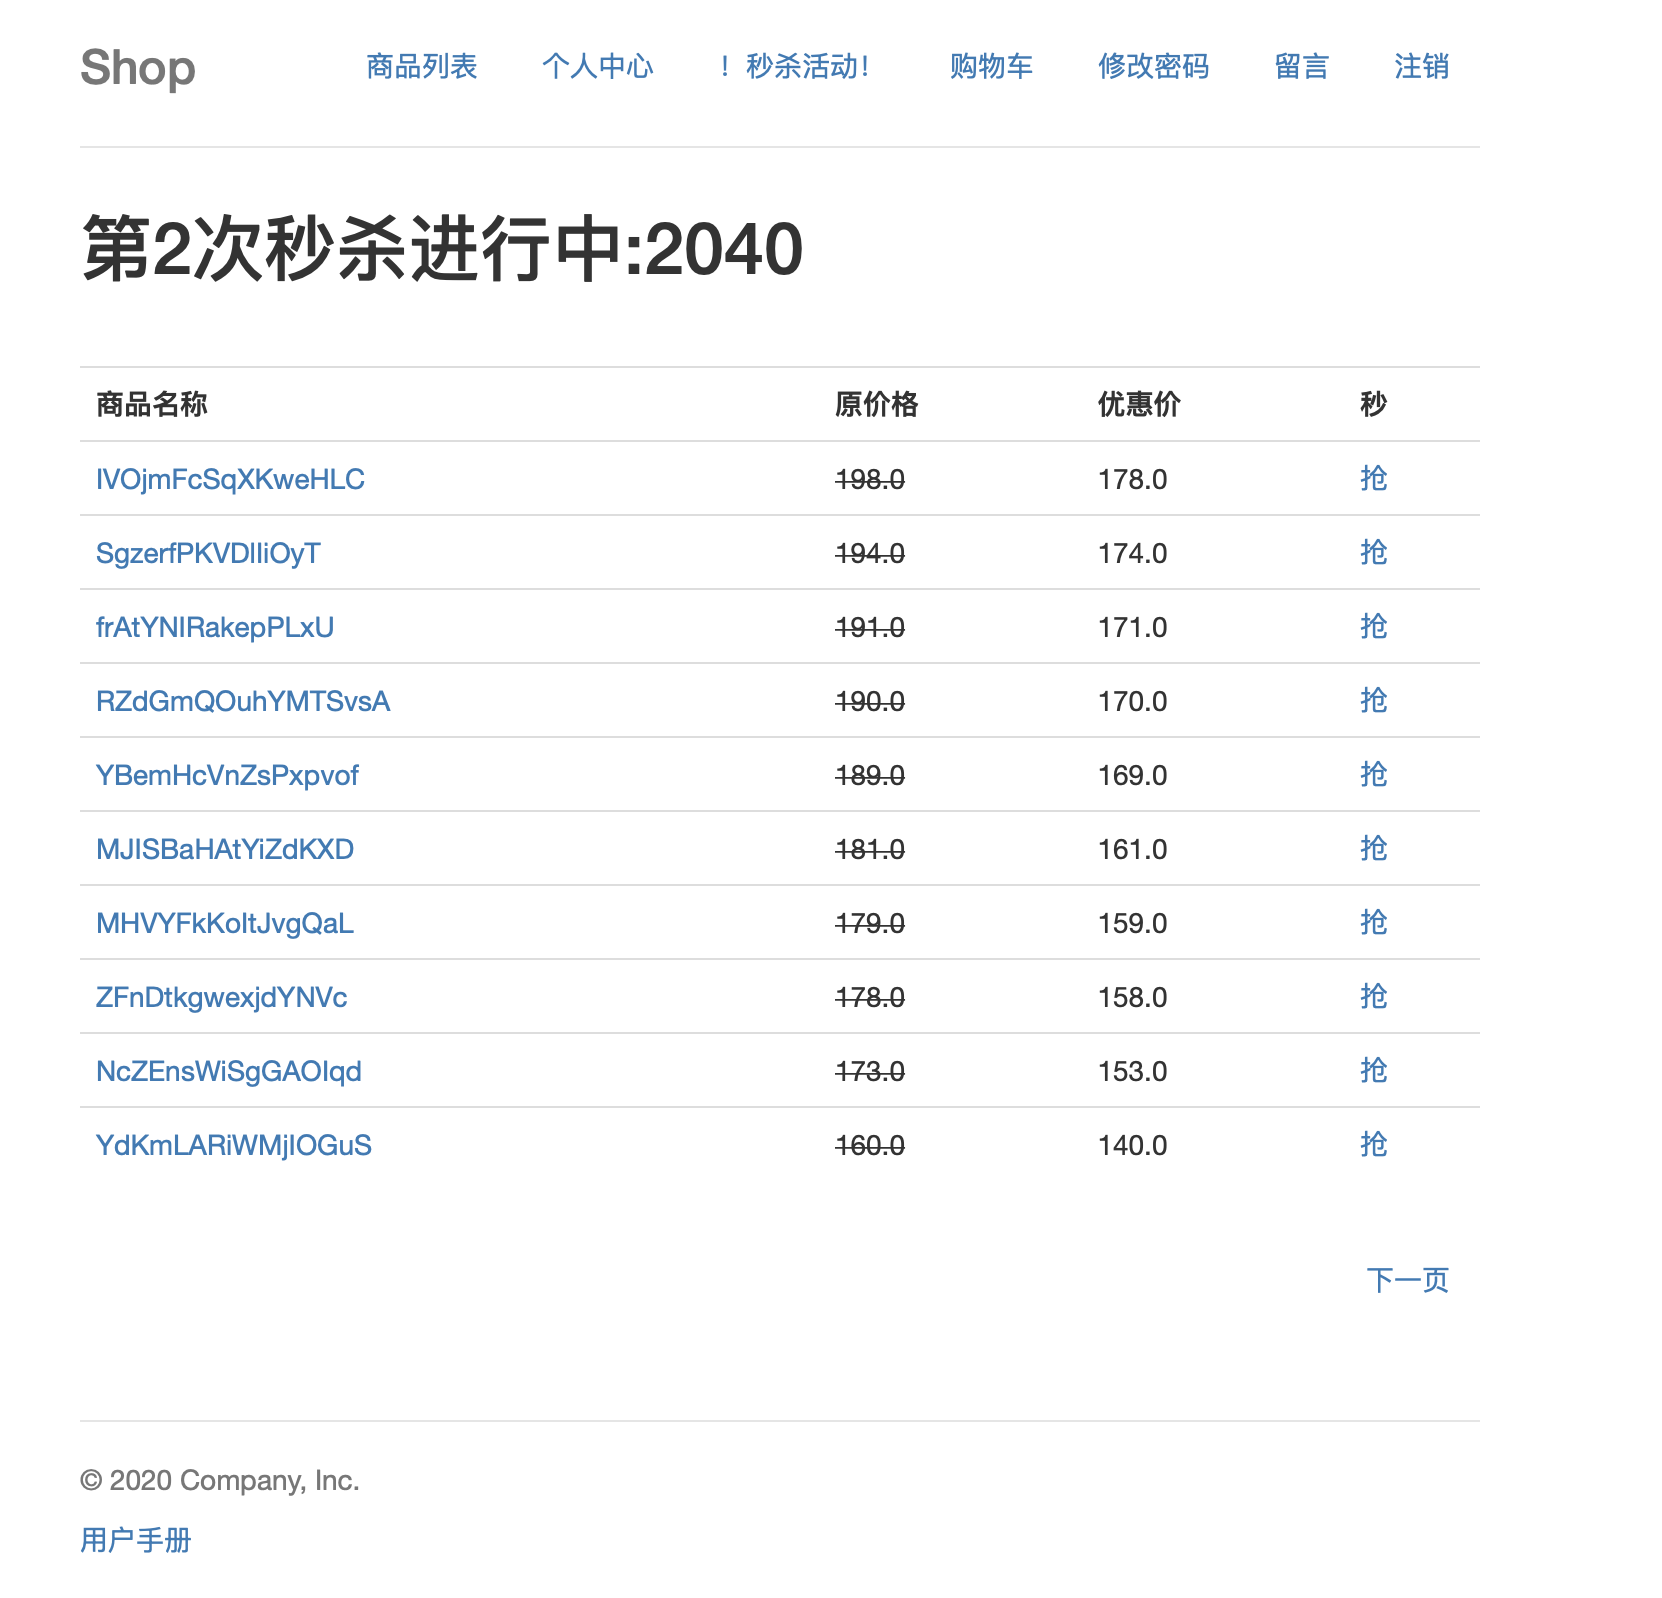 Shop 商品列表 个人中心 ！秒杀活动！ 购物车 修改密码 留言 注销
第2次秒杀进行中:2040
商品名称 原价格 优惠价 秒
IVOjmFcSqXKweHLC 198.0 178.0 抢
SgzerfPKVDIliOyT 194.0 174.0 抢
frAtYNIRakepPLxU 191.0 171.0 抢
RZdGmQOuhYMTSvsA 190.0 170.0 抢
YBemHcVnZsPxpvof 189.0 169.0 抢
MJISBaHAtYiZdKXD 181.0 161.0 抢
MHVYFkKoItJvgQaL 179.0 159.0 抢
ZFnDtkgwexjdYNVc 178.0 158.0 抢
NcZEnsWiSgGAOIqd 173.0 153.0 抢
YdKmLARiWMjIOGuS 160.0 140.0 抢
下一页
© 2020 Company, Inc.
用户手册